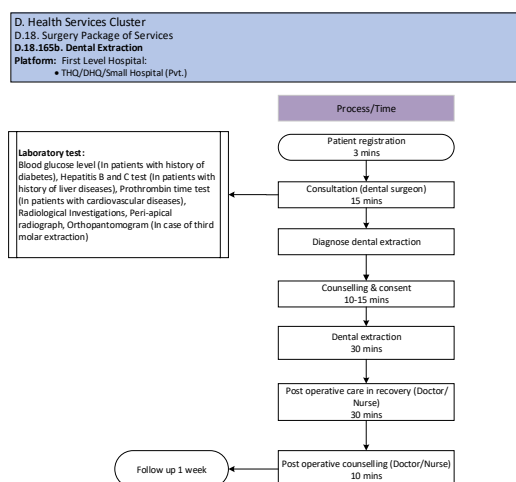 D. Health Services Cluster
D.18. Surgery Package of Services
D.18.165b. Dental Extraction
Platform: First Level Hospital:
• THQ/DHQ/Small Hospital (Pvt.)
Process/Time
Patient registration
3 mins
Laboratory test:
Blood glucose level (In patients with history of
diabetes), Hepatitis B and C test (In patients with
history of liver diseases), Prothrombin time test
(In patients with cardiovascular diseases),
Radiological Investigations, Peri-apical
radiograph, Orthopantomogram (In case of third
molar extraction)
Consultation (dental surgeon)
15 mins
Diagnose dental extraction
Counselling & consent
10-15 mins
Dental extraction
30 mins
Post operative care in recovery (Doctor/
Nurse)
30 mins
Post operative counselling (Doctor/Nurse)
10 mins
Follow up 1 week